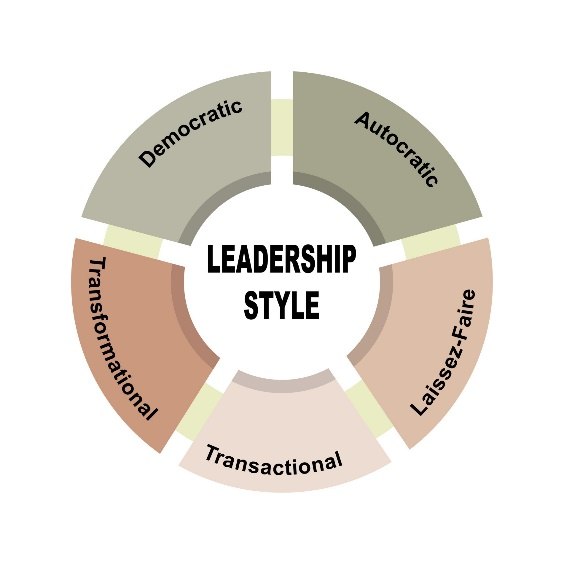 LEADERSHIP
STYLE
Autocratic
Laissez-Faire
Transactional
Transformational
Democratic